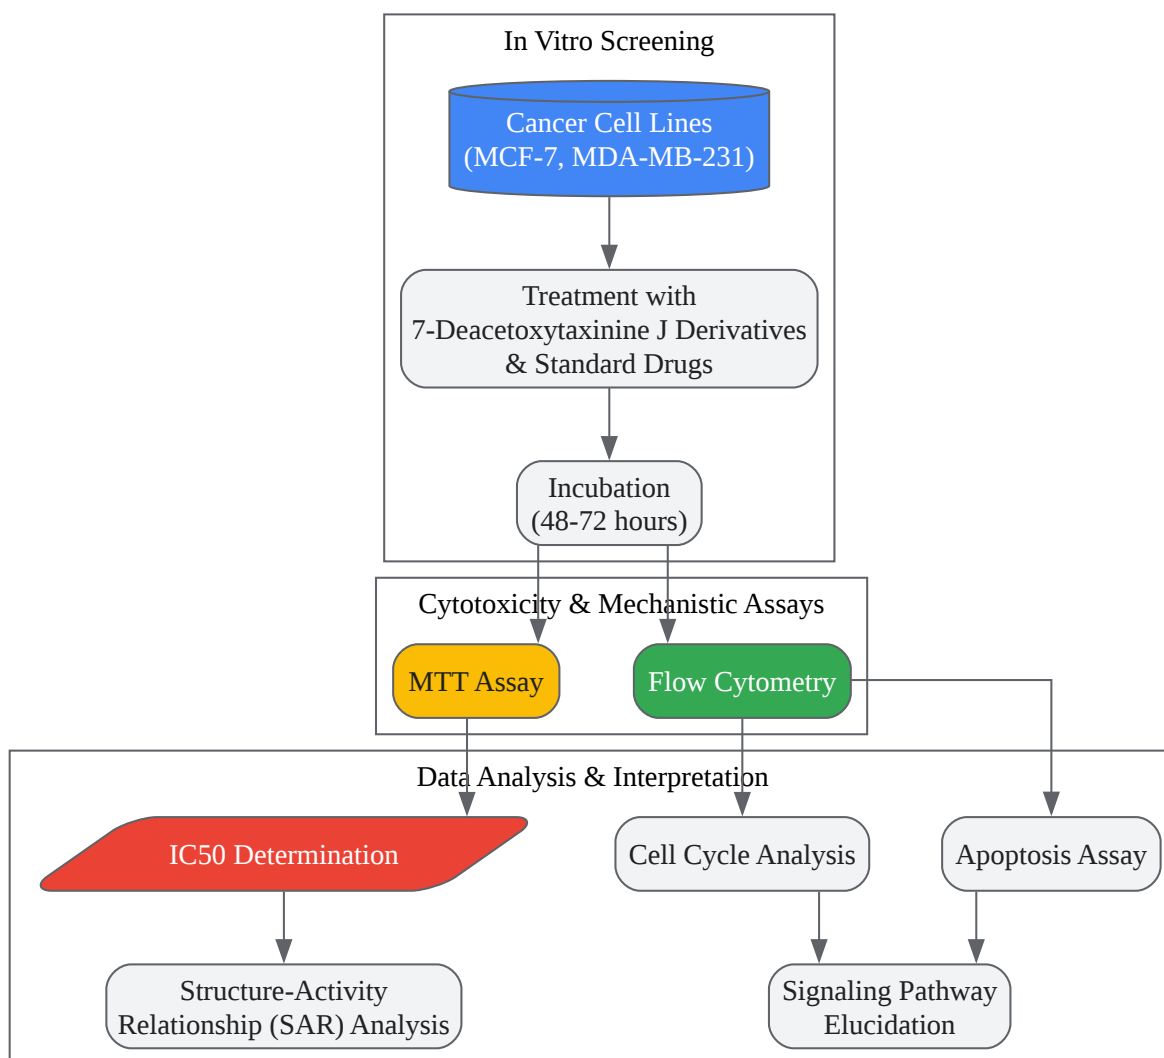 In Vitro Screening
Cancer Cell Lines
(MCF-7, MDA-MB-231)
Treatment with
7-Deacetoxytaxinine J Derivatives
& Standard Drugs
Incubation
(48-72 hours)
Cytotoxicity & Mechanistic Assays
MTT Assay
Flow Cytometry
Data Analysis & Interpretation
IC50 Determination
Cell Cycle Analysis
Apoptosis Assay
Structure-Activity
Relationship (SAR) Analysis
Signaling Pathway
Elucidation